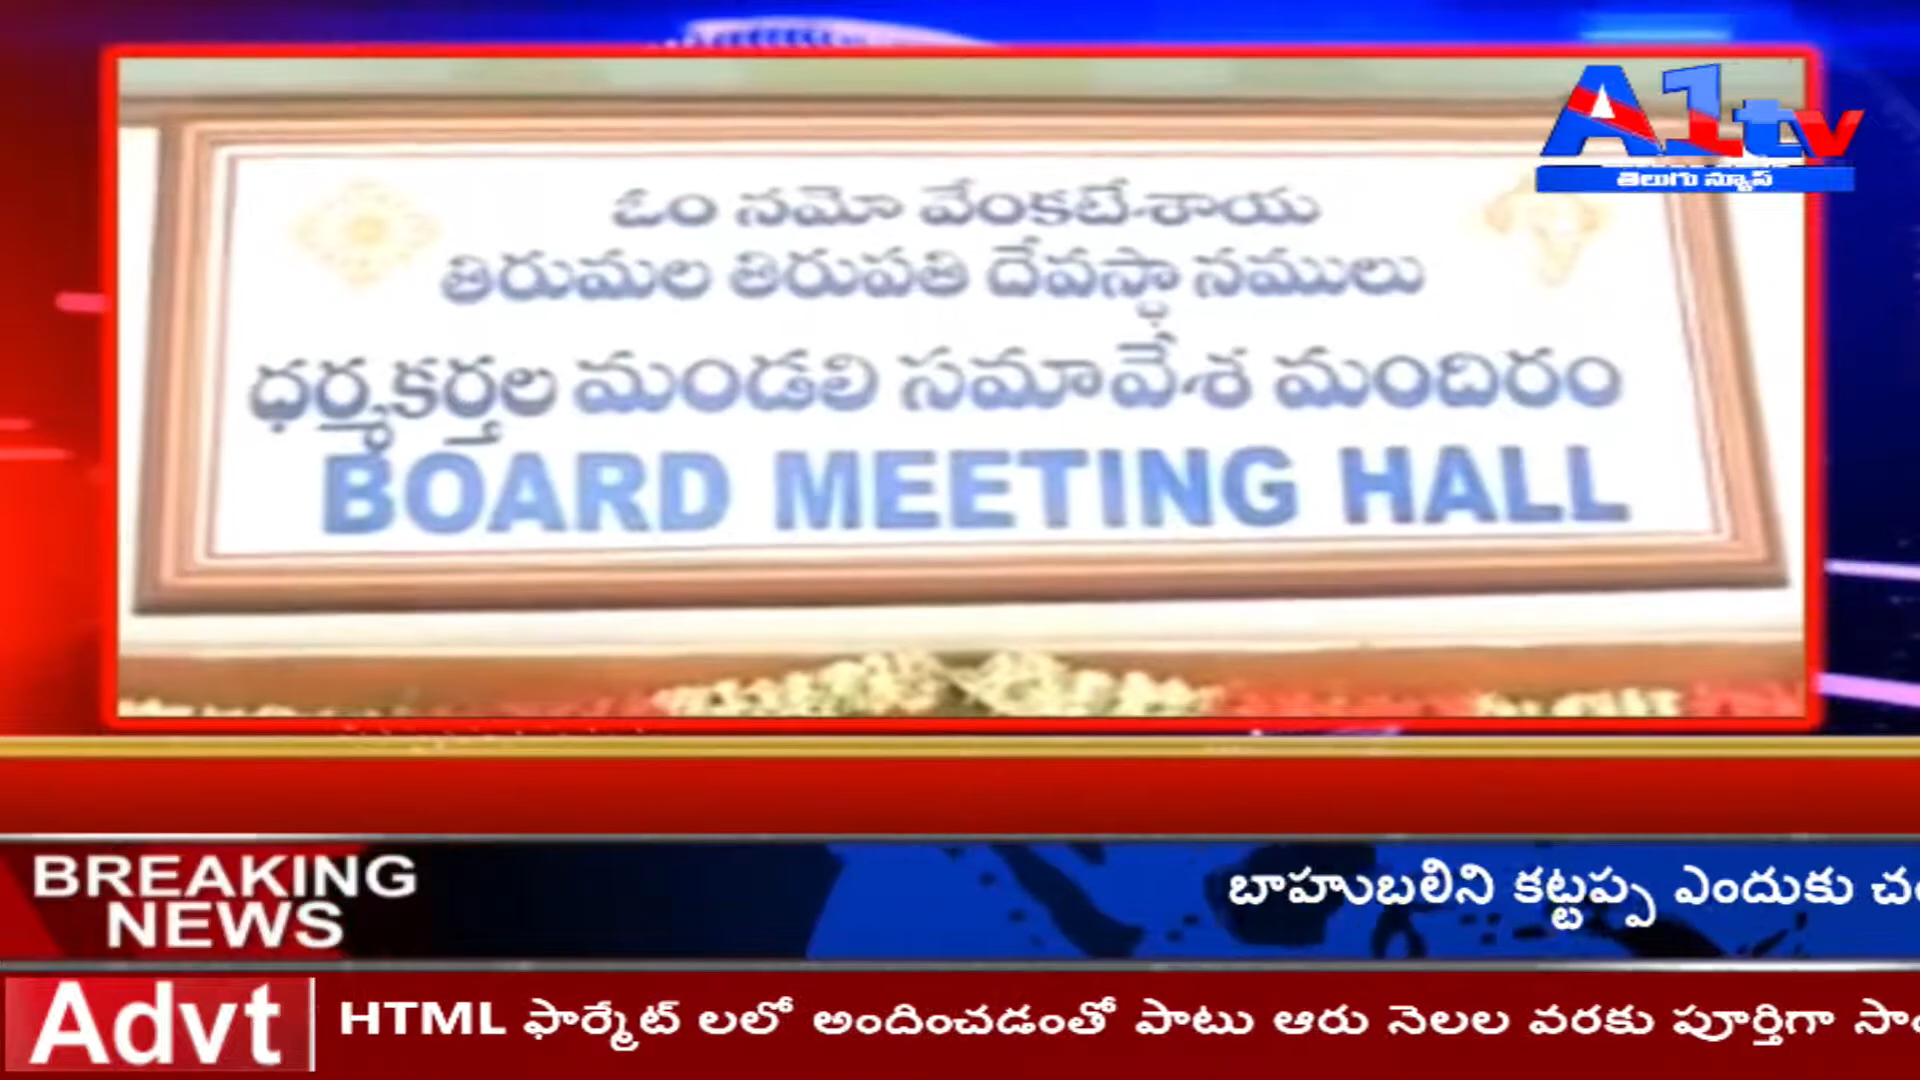 A1tv
తెలుగు న్యూస్
ఓం నమో వేంకటేశాయ
తిరుమల తిరుపతి దేవస్థానములు
ధర్మకర్తల మండలి సమావేశ మందిరం
BOARD MEETING HALL
BREAKING
NEWS
బాహుబలిని కట్టప్ప ఎందుకు
Advt
HTML ఫార్మేట్ లలో అందించడంతో పాటు ఆరు నెలల వరకు పూర్తిగా